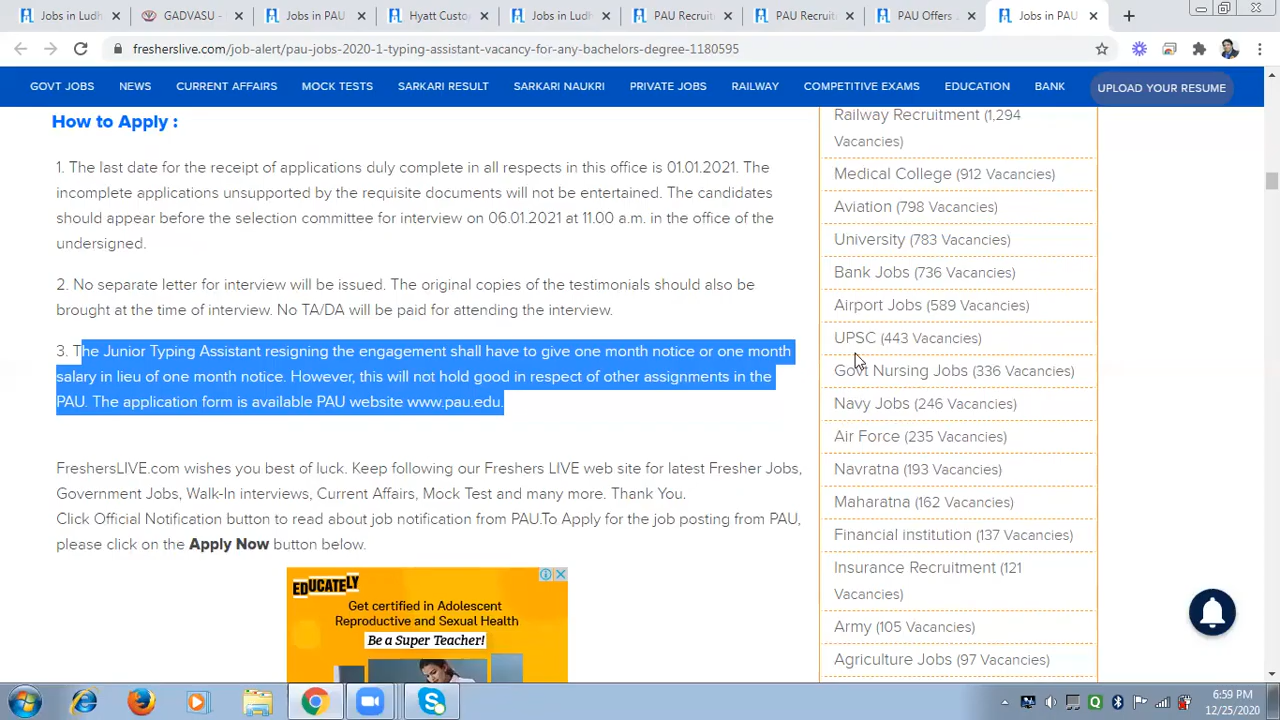 Jobs in Ludh
GADVASU -
Jobs in PAU
Hyatt Custo
Jobs in Ludh
PAU Recruit
PAU Recruit
PAU Offers
Jobs in PAU
fresherslive.com/job-alert/pau-jobs-2020-1-typing-assistant-vacancy-for-any-bachelors-degree-1180595
GOVT JOBS NEWS CURRENT AFFAIRS MOCK TESTS SARKARI RESULT SARKARI NAUKRI PRIVATE JOBS RAILWAY COMPETITIVE EXAMS EDUCATION BANK UPLOAD YOUR RESUME
How to Apply :
1. The last date for the receipt of applications duly complete in all respects in this office is 01.01.2021. The
incomplete applications unsupported by the requisite documents will not be entertained. The candidates
should appear before the selection committee for interview on 06.01.2021 at 11.00 a.m. in the office of the
undersigned.
2. No separate letter for interview will be issued. The original copies of the testimonials should also be
brought at the time of interview. No TA/DA will be paid for attending the interview.
3. The Junior Typing Assistant resigning the engagement shall have to give one month notice or one month
salary in lieu of one month notice. However, this will not hold good in respect of other assignments in the
PAU. The application form is available PAU website www.pau.edu.
FreshersLIVE.com wishes you best of luck. Keep following our Freshers LIVE web site for latest Fresher Jobs,
Government Jobs, Walk-In interviews, Current Affairs, Mock Test and many more. Thank You.
Click Official Notification button to read about job notification from PAU.To Apply for the job posting from PAU,
please click on the Apply Now button below.
EDUCATELY
Get certified in Adolescent
Reproductive and Sexual Health
Be a Super Teacher!
Railway Recruitment (1,294
Vacancies)
Medical College (912 Vacancies)
Aviation (798 Vacancies)
University (783 Vacancies)
Bank Jobs (736 Vacancies)
Airport Jobs (589 Vacancies)
UPSC (443 Vacancies)
Govt Nursing Jobs (336 Vacancies)
Navy Jobs (246 Vacancies)
Air Force (235 Vacancies)
Navratna (193 Vacancies)
Maharatna (162 Vacancies)
Financial institution (137 Vacancies)
Insurance Recruitment (121
Vacancies)
Army (105 Vacancies)
Agriculture Jobs (97 Vacancies)
6:59 PM
12/25/2020